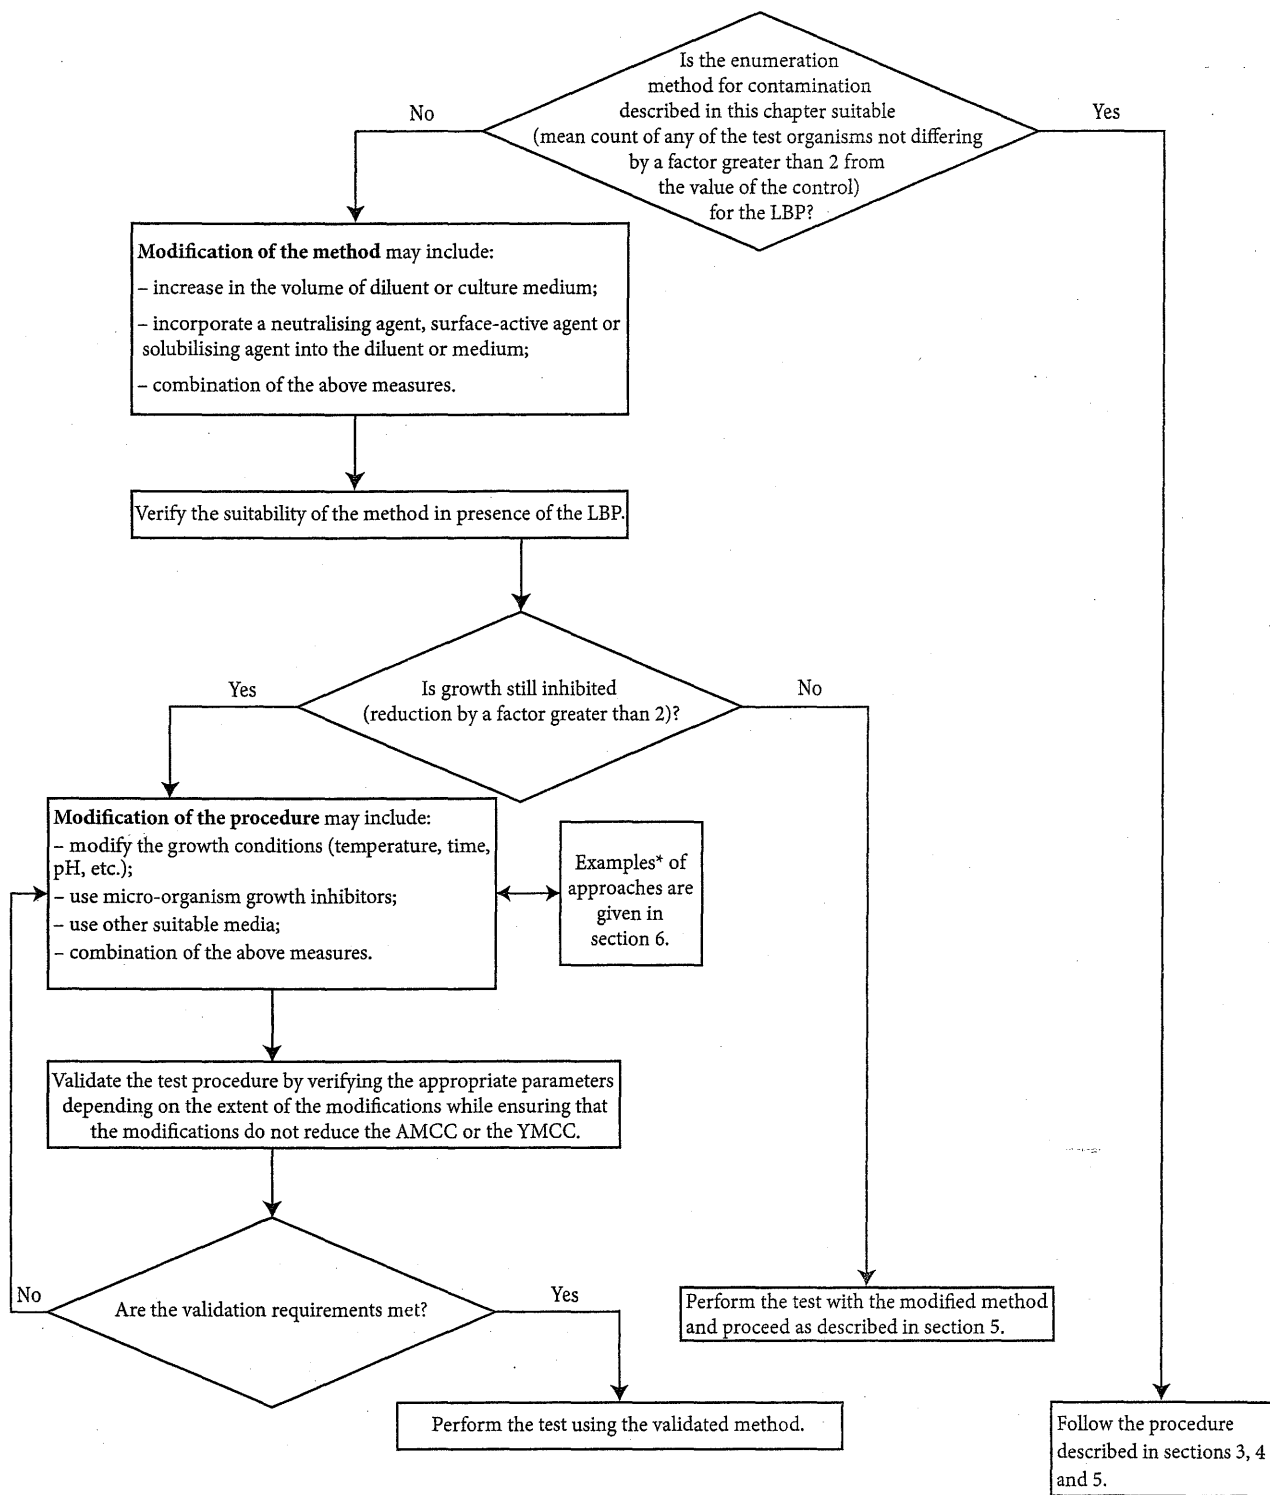 Is the enumeration
method for contamination
described in this chapter suitable
(mean count of any of the test organisms not differing
by a factor greater than 2 from
the value of the control)
for the LBP?
No
Yes
Modification of the method may include:
– increase in the volume of diluent or culture medium;
– incorporate a neutralising agent, surface-active agent or
solubilising agent into the diluent or medium;
– combination of the above measures.
Verify the suitability of the method in presence of the LBP.
Is growth still inhibited
(reduction by a factor greater than 2)?
Yes
No
Modification of the procedure may include:
– modify the growth conditions (temperature, time,
pH, etc.);
– use micro-organism growth inhibitors;
– use other suitable media;
– combination of the above measures.
Examples* of
approaches are
given in
section 6.
Validate the test procedure by verifying the appropriate parameters
depending on the extent of the modifications while ensuring that
the modifications do not reduce the AMCC or the YMCC.
Are the validation requirements met?
No
Yes
Perform the test with the modified method
and proceed as described in section 5.
Perform the test using the validated method.
Follow the procedure
described in sections 3, 4
and 5.